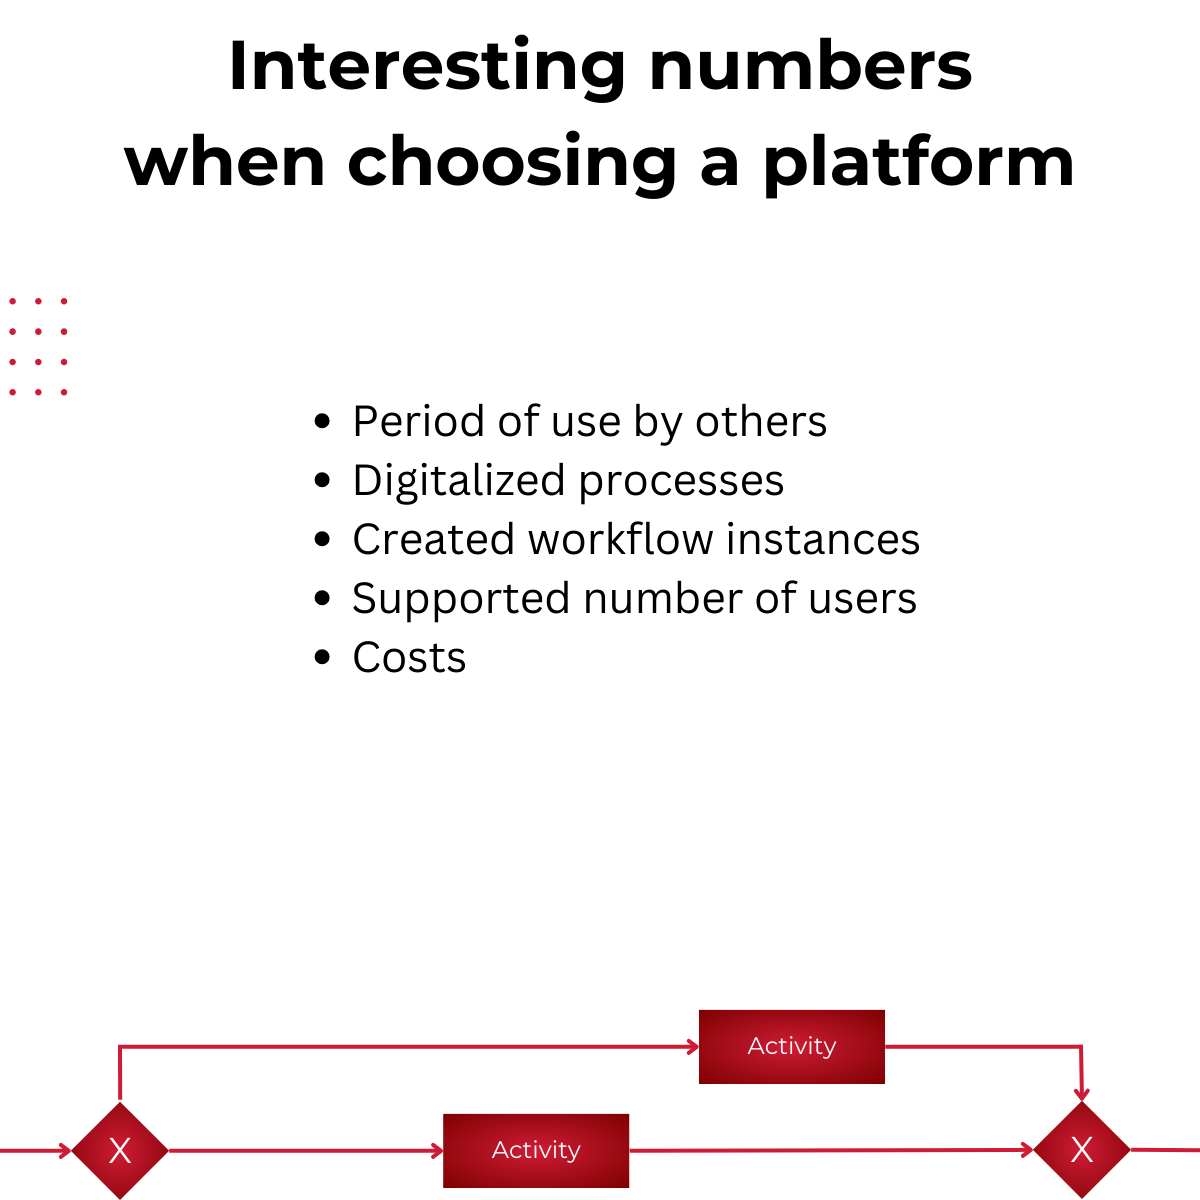 Interesting numbers
when choosing a platform
• Period of use by others
• Digitalized processes
• Created workflow instances
• Supported number of users
• Costs
Activity
X
Activity
X